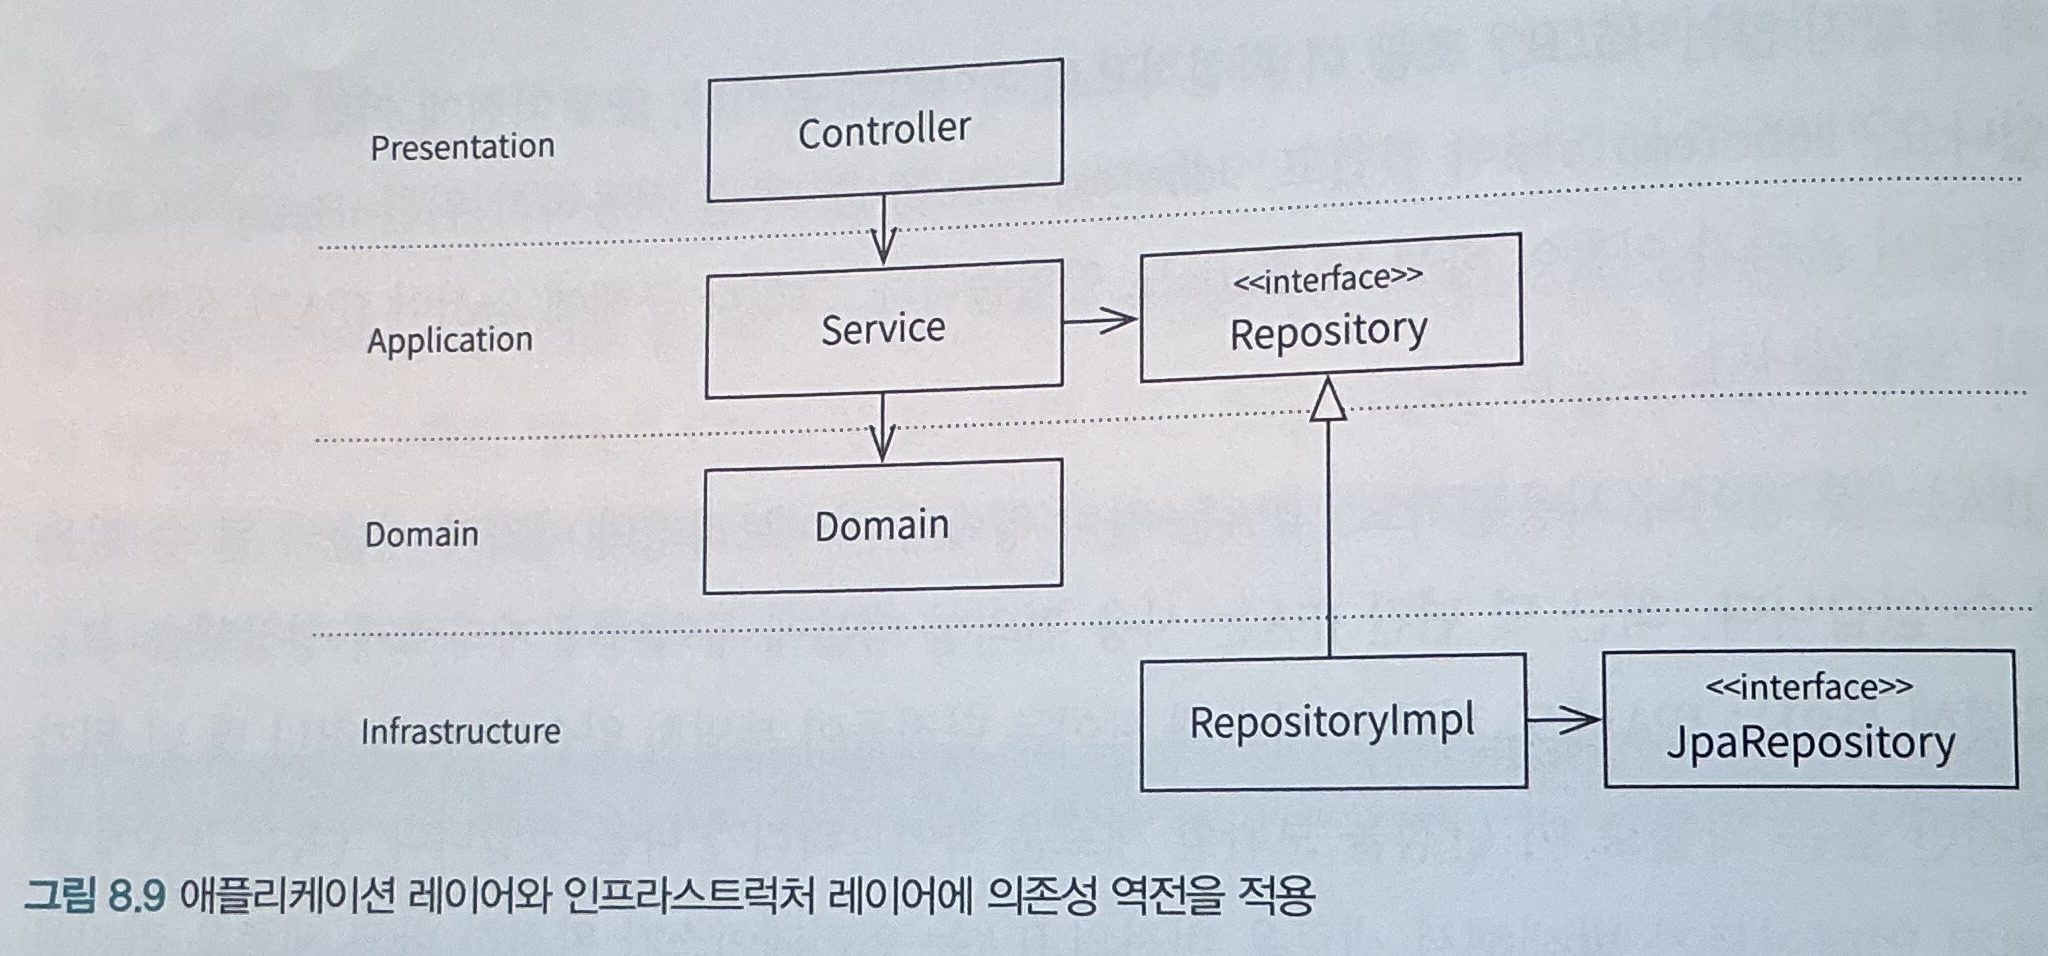 Presentation
Controller
Application
Service
<<interface>>
Repository
Domain
Domain
Infrastructure
RepositoryImpl
<<interface>>
JpaRepository
그림 8.9 애플리케이션 레이어와 인프라스트럭처 레이어에 의존성 역전을 적용